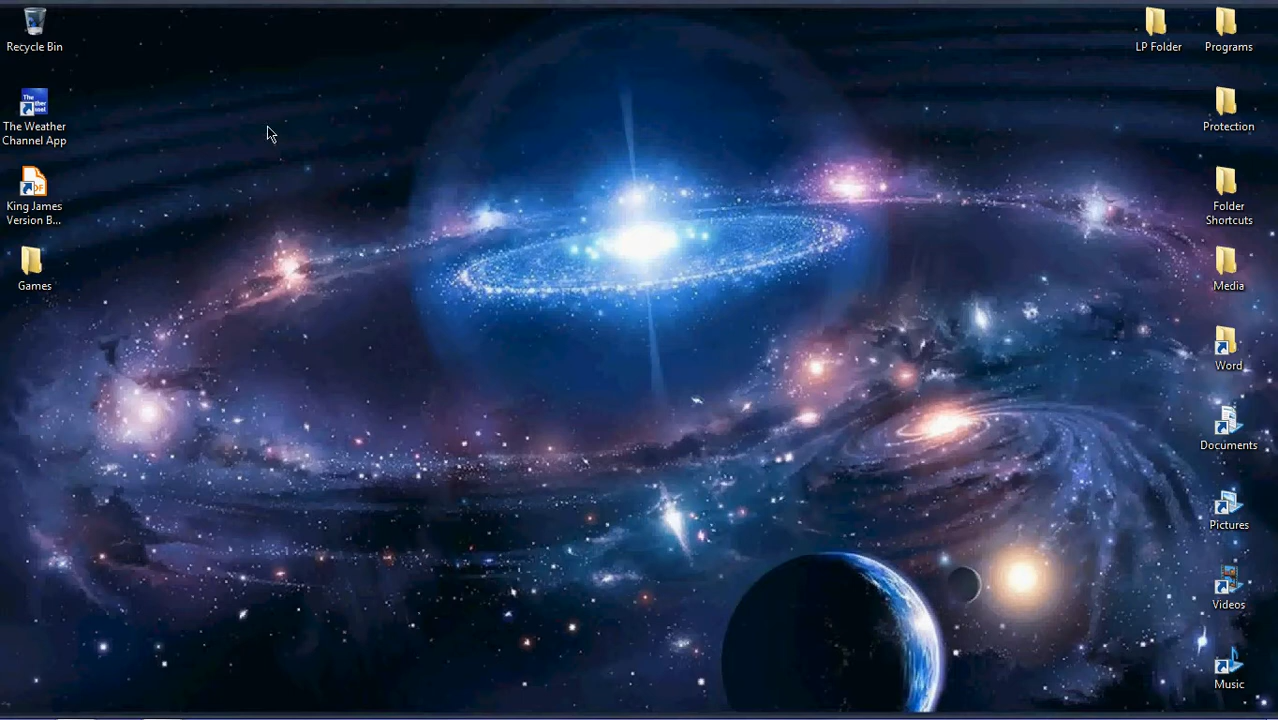 Recycle Bin
The Weather
Channel App
King James
Version B...
Games
LP Folder
Programs
Protection
Folder
Shortcuts
Media
Word
Documents
Pictures
Videos
Music